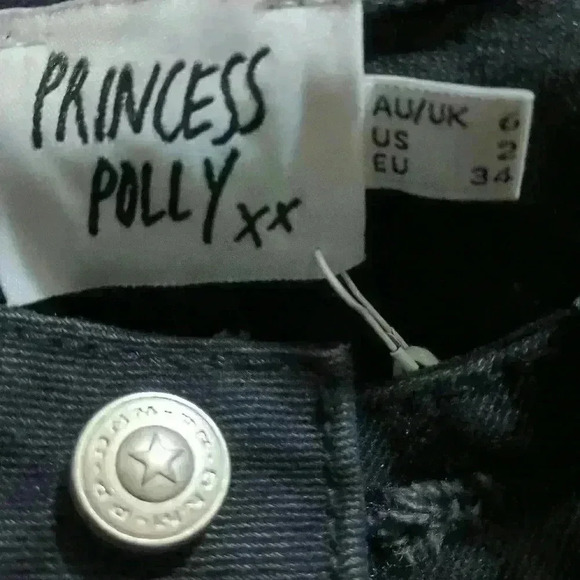 PRINCESS
POLLY xx
AU/UK 6
US 2
EU 34